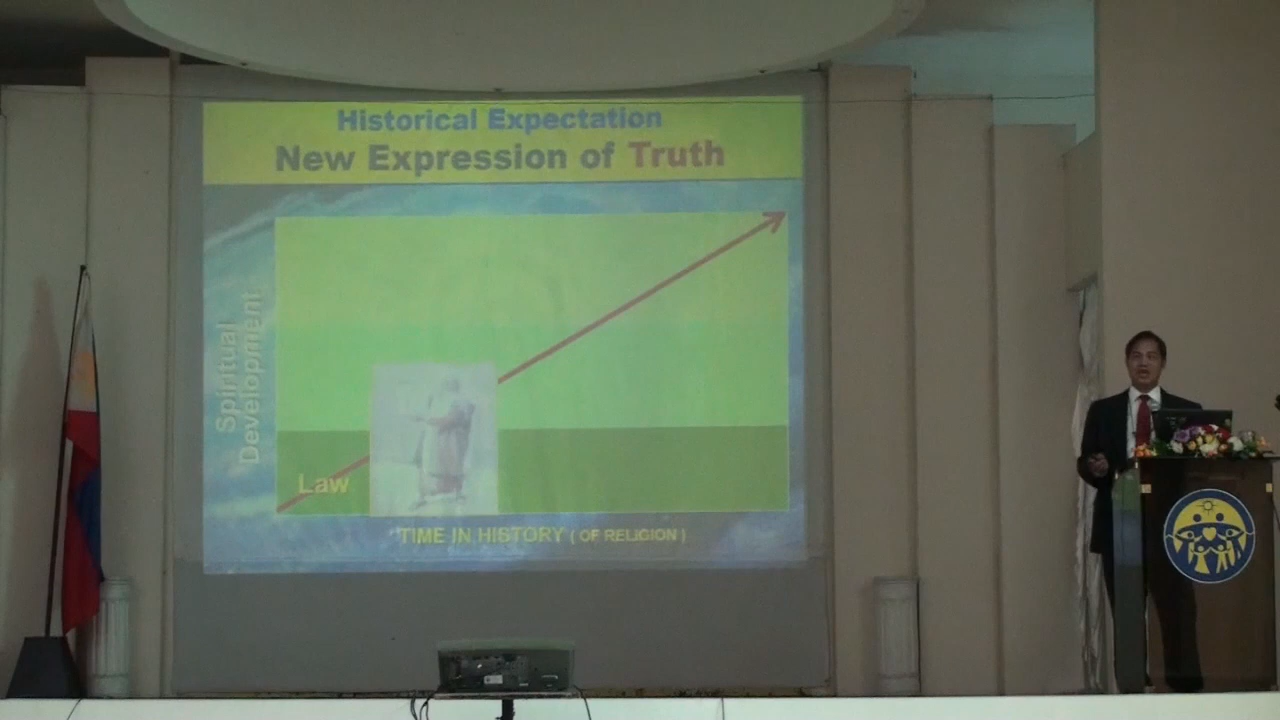 Historical Expectation
New Expression of Truth
Spiritual
Development
Law
TIME IN HISTORY ( OF RELIGION )